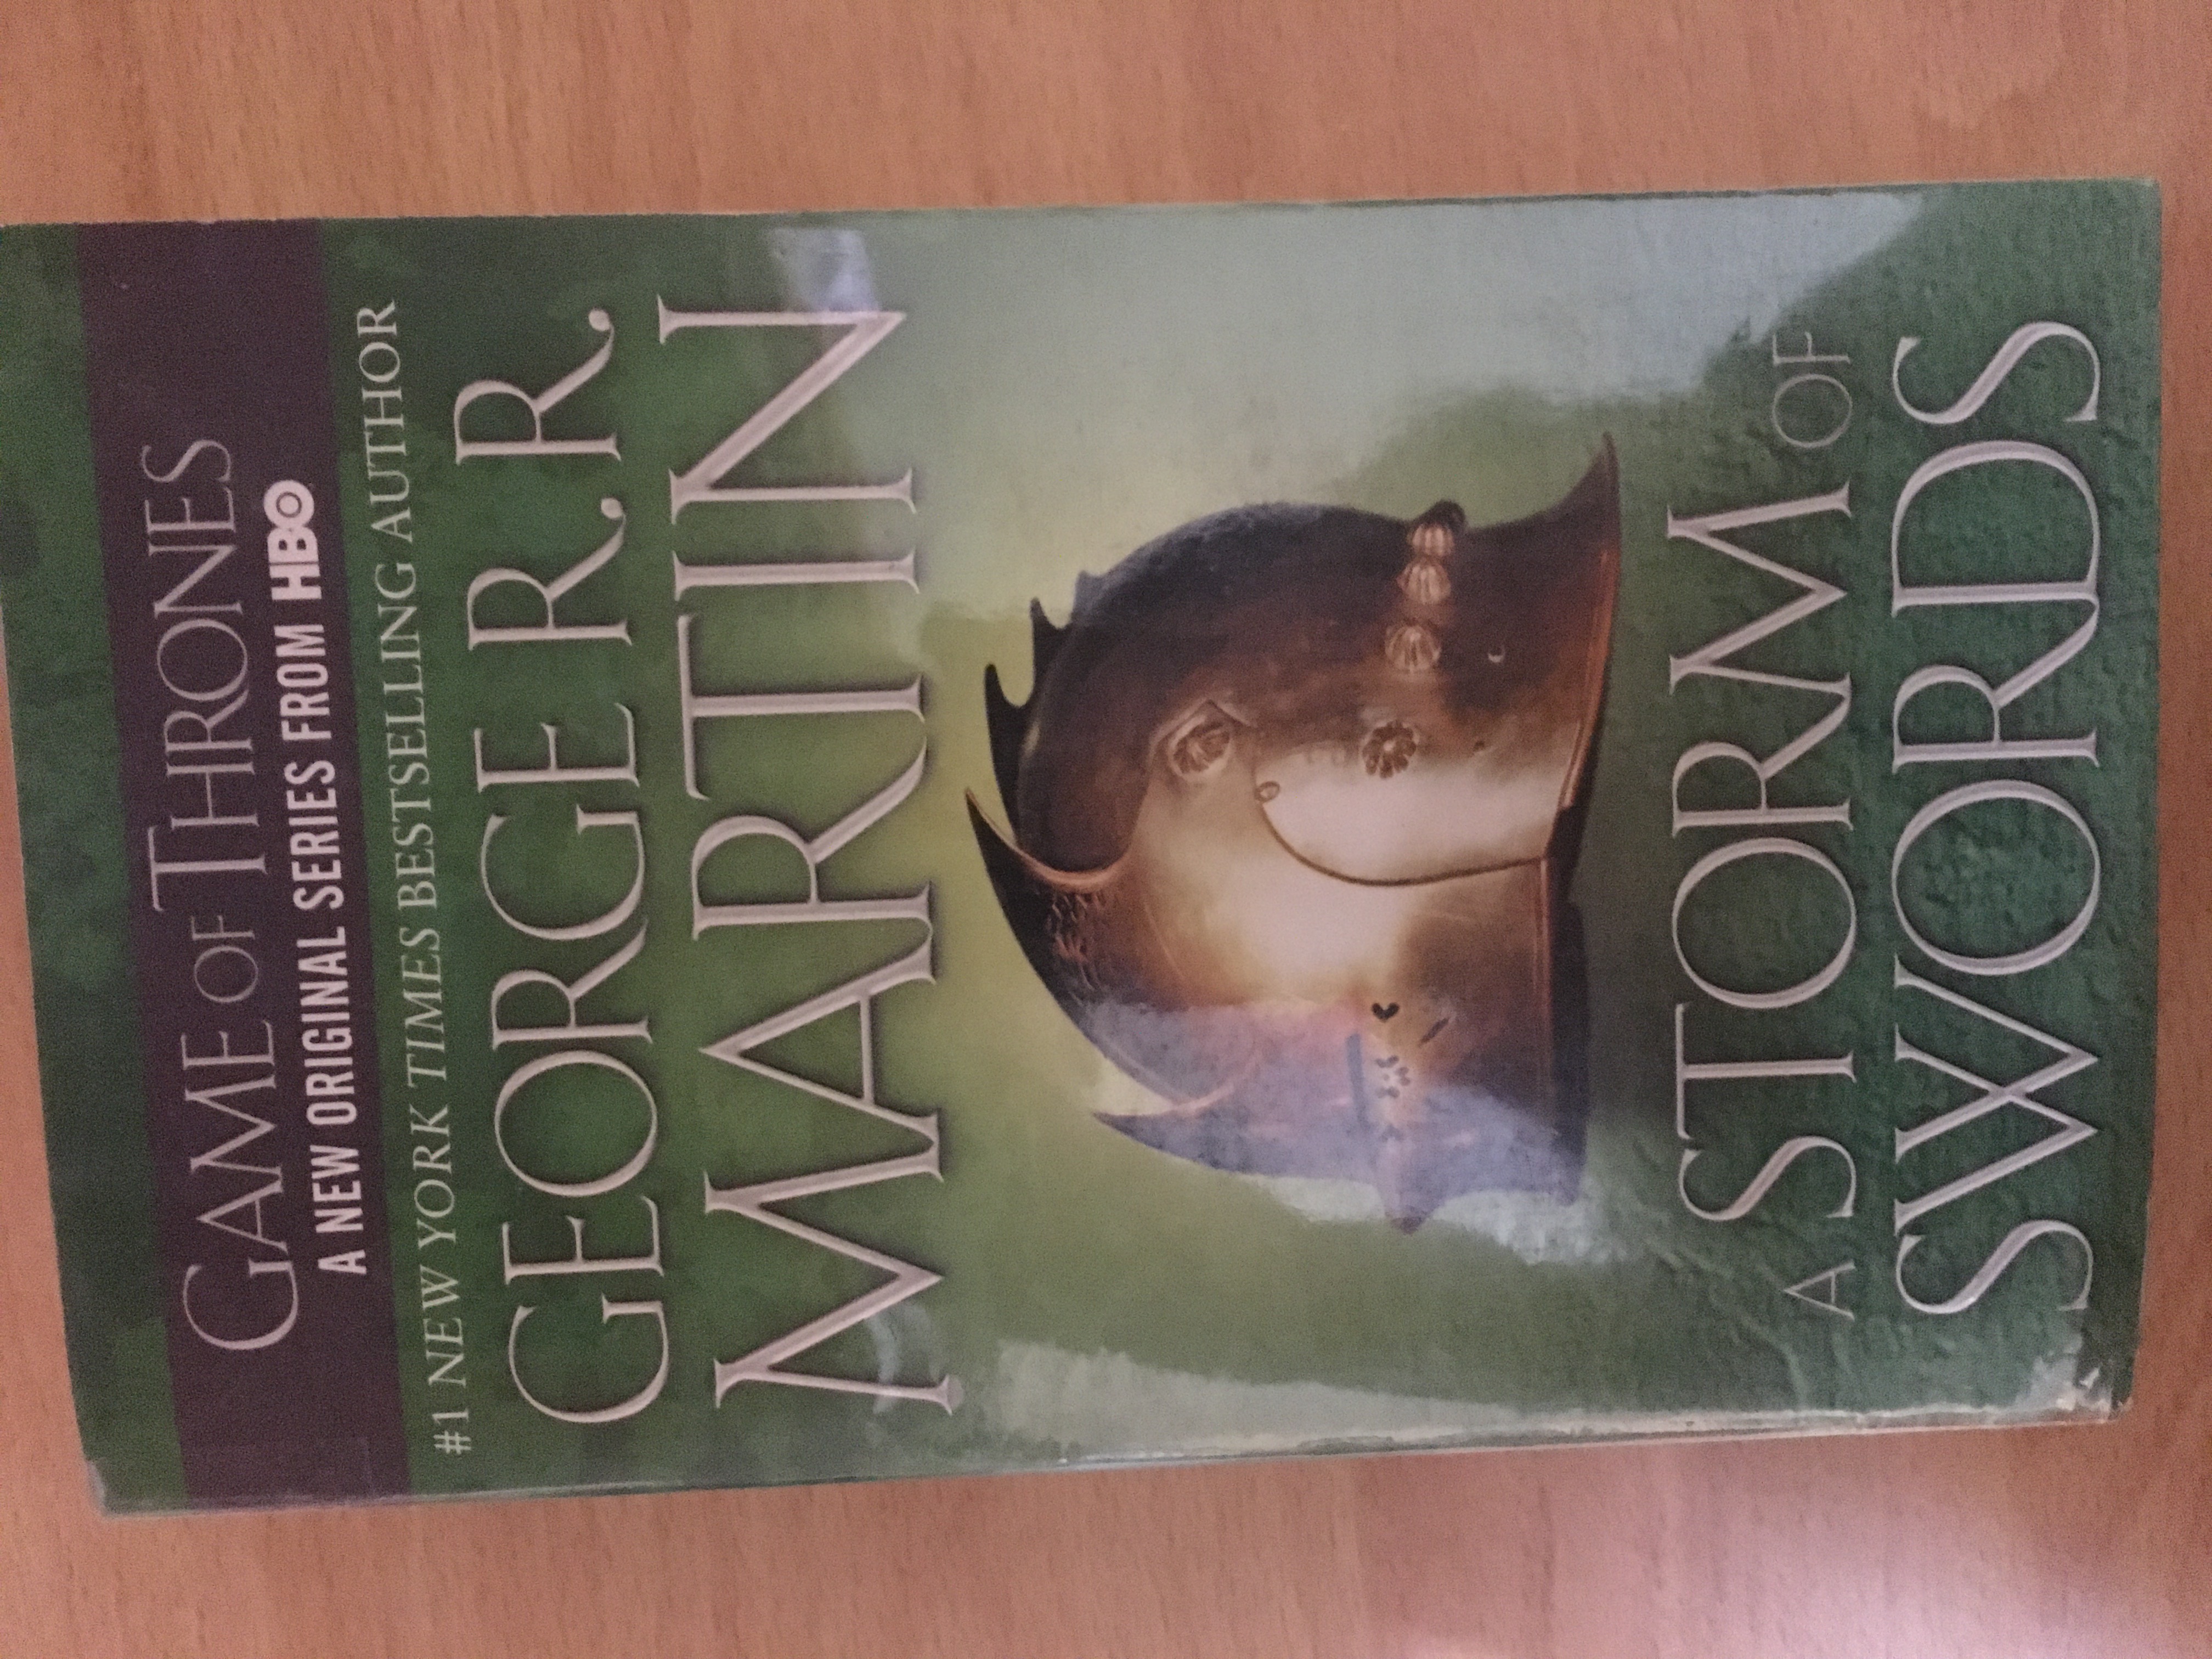 GAME OF THRONES
A NEW ORIGINAL SERIES FROM HBO
#1 NEW YORK TIMES BESTSELLING AUTHOR
GEORGE R. R.
MARTIN
A STORM OF
SWORDS